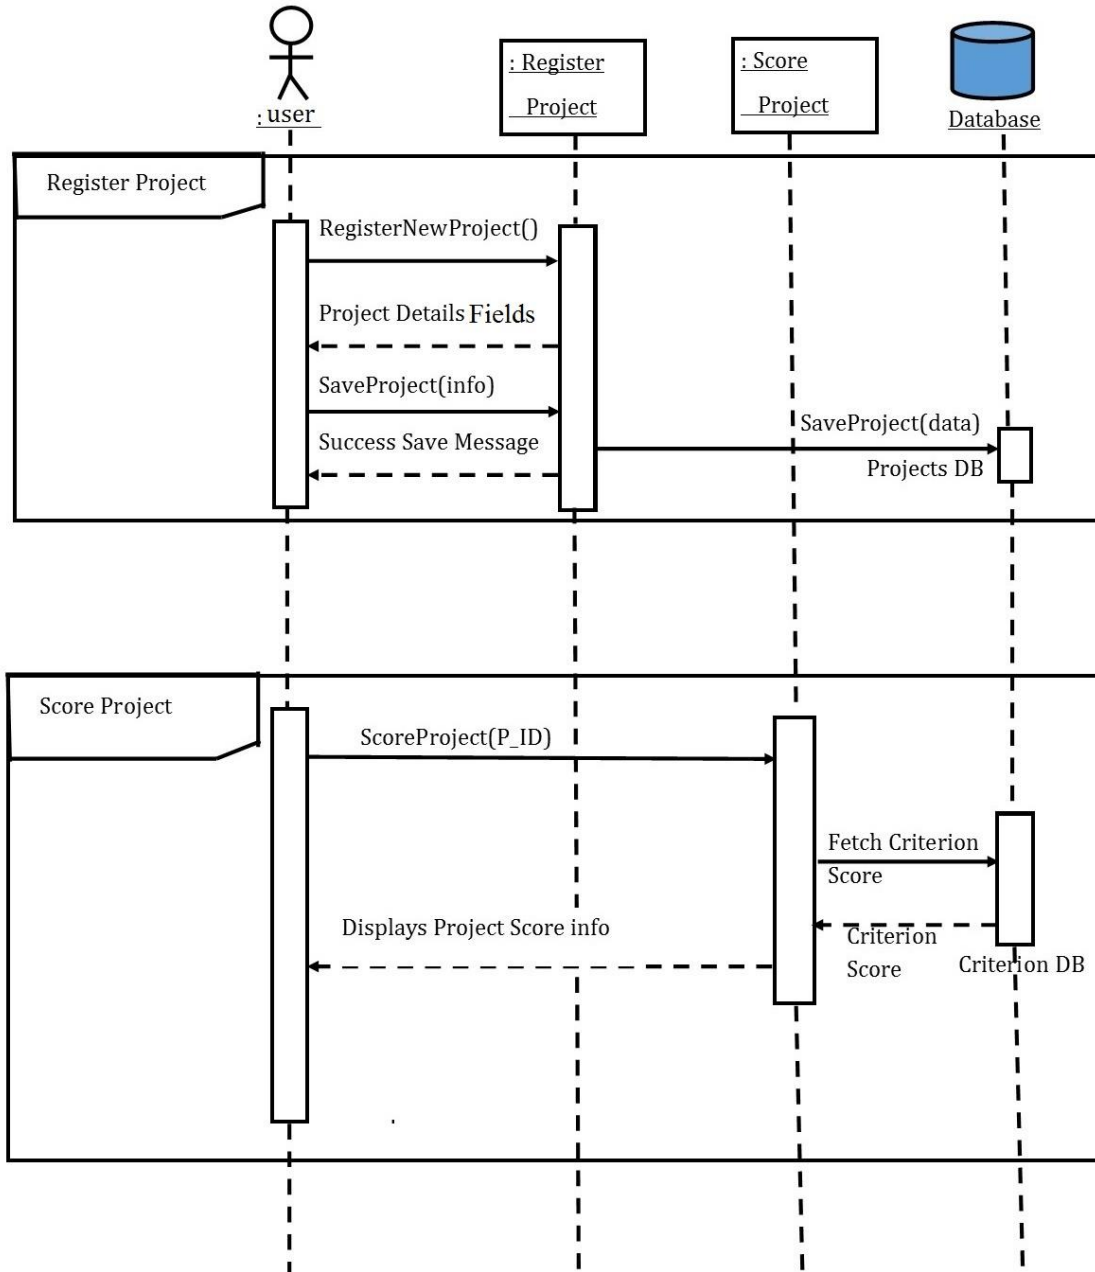 : user
: Register
Project
: Score
Project
Database
Register Project
RegisterNewProject()
Project Details Fields
SaveProject(info)
Success Save Message
SaveProject(data)
Projects DB
Score Project
ScoreProject(P_ID)
Fetch Criterion
Score
Displays Project Score info
Criterion
Score
Criterion DB